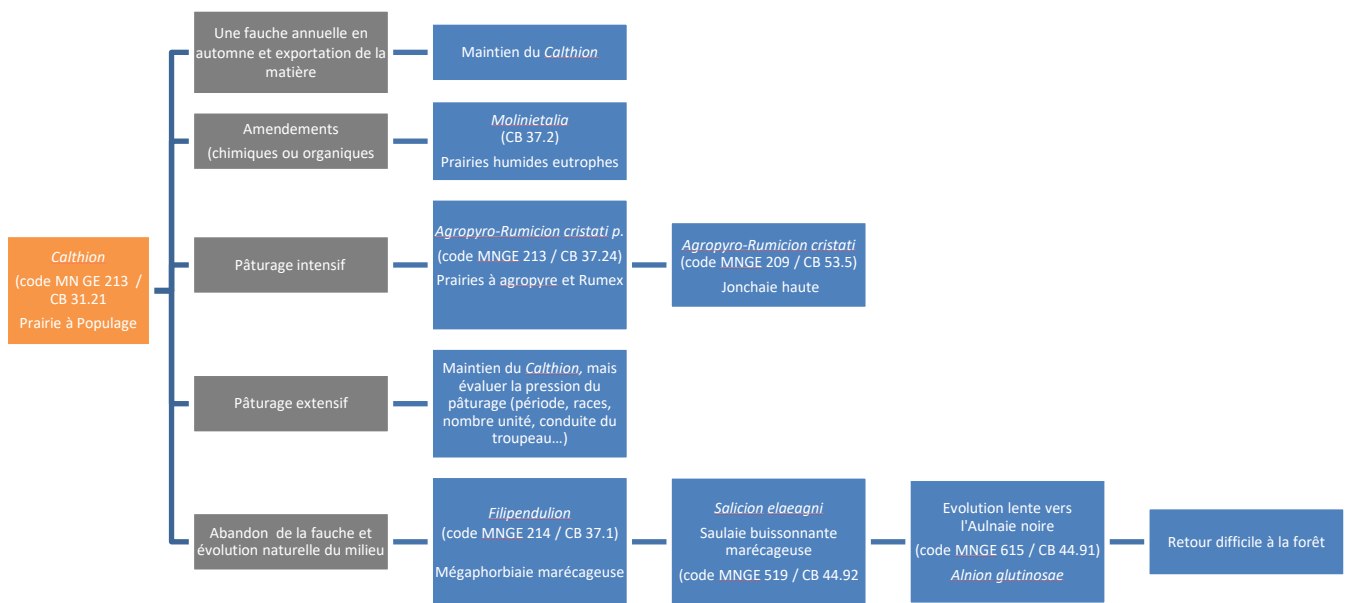 Une fauche annuelle en
automne et exportation de la
matière
Maintien du Calthion
Amendements
(chimiques ou organiques
Molinietalia
(CB 37.2)
Prairies humides eutrophes
Calthion
(code MN GE 213 /
CB 31.21
Prairie à Populage
Pâturage intensif
Agropyro-Rumicion cristati p.
(code MNGE 213 / CB 37.24)
Prairies à agropyre et Rumex
Agropyro-Rumicion cristati
(code MNGE 209 / CB 53.5)
Jonchaie haute
Pâturage extensif
Maintien du Calthion, mais
évaluer la pression du
pâturage (période, races,
nombre unité, conduite du
troupeau...)
Abandon de la fauche et
évolution naturelle du milieu
Filipendulion
(code MNGE 214 / CB 37.1)
Mégaphorbiaie marécageuse
Salicion elaeagni
Saulaie buissonnante
marécageuse
(code MNGE 519 / CB 44.92
Evolution lente vers
l'Aulnaie noire
(code MNGE 615 / CB 44.91)
Alnion glutinosae
Retour difficile à la forêt